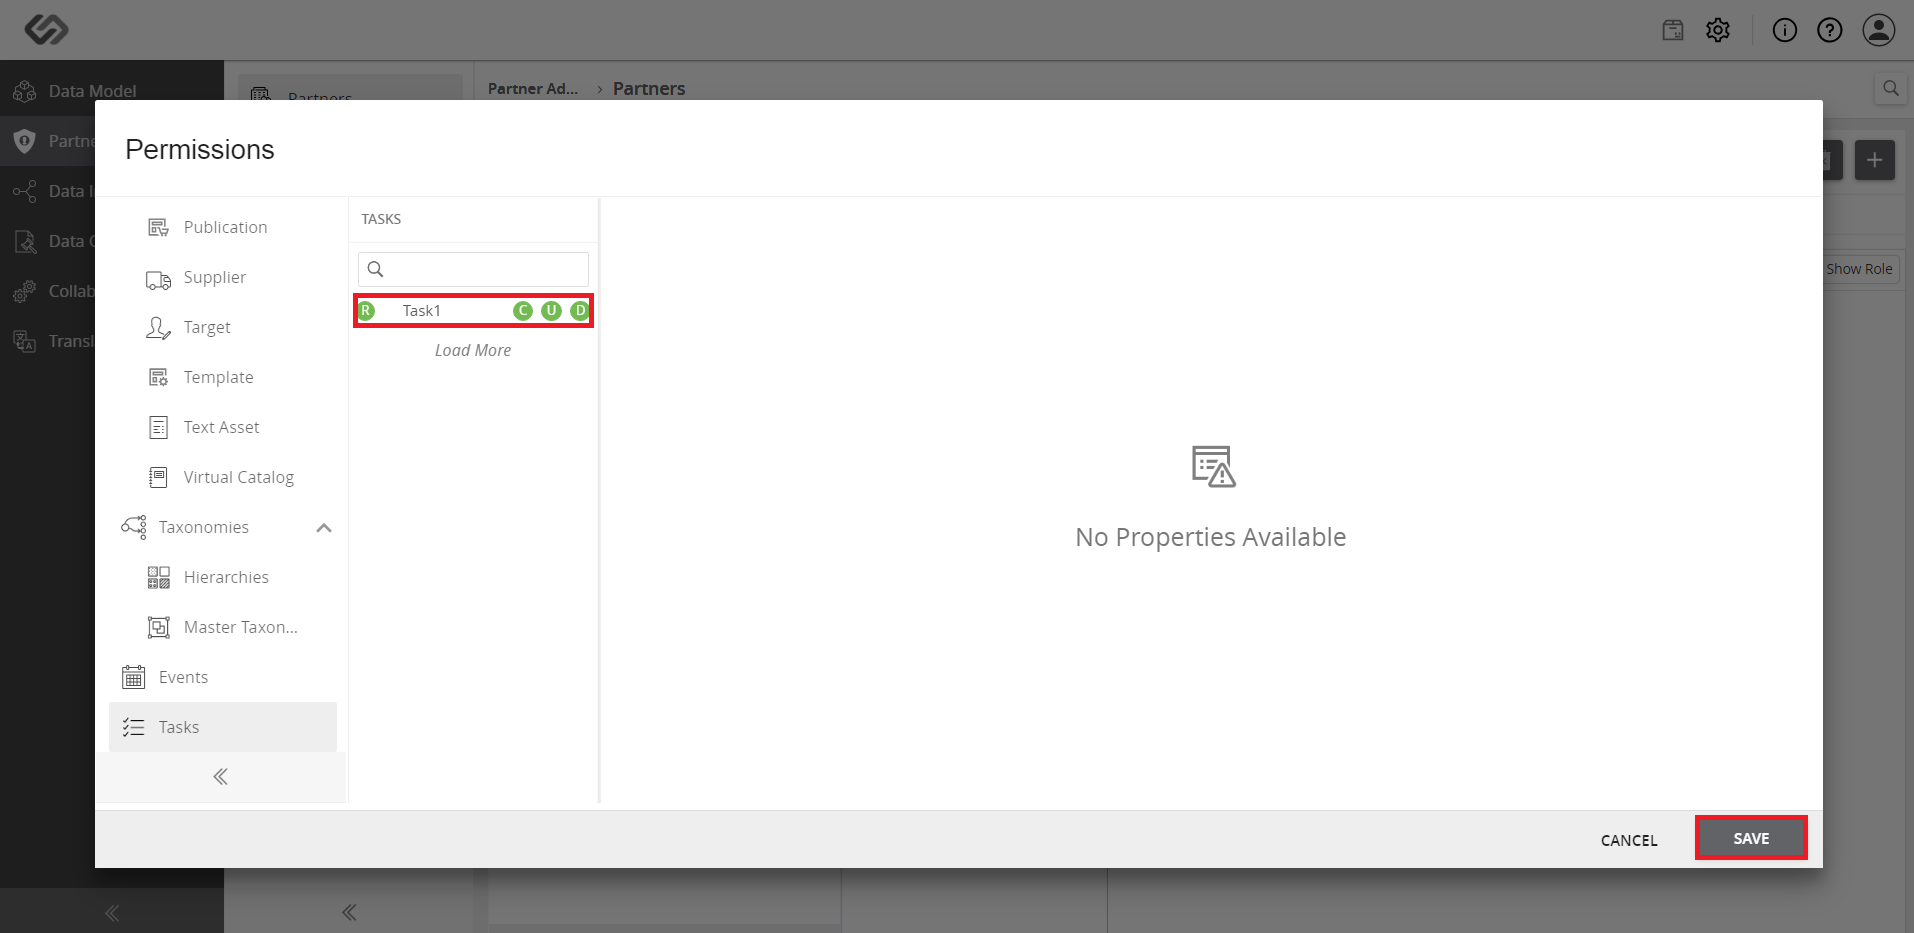 Data Model
Partne
Data I
Data
Collab
Transl
Partners
Partner Ad... › Partners
Show Role
Permissions
Publication
Supplier
Target
Template
Text Asset
Virtual Catalog
Taxonomies
Hierarchies
Master Taxon...
Events
Tasks
TASKS
R Task1 C U D
Load More
No Properties Available
CANCEL
SAVE